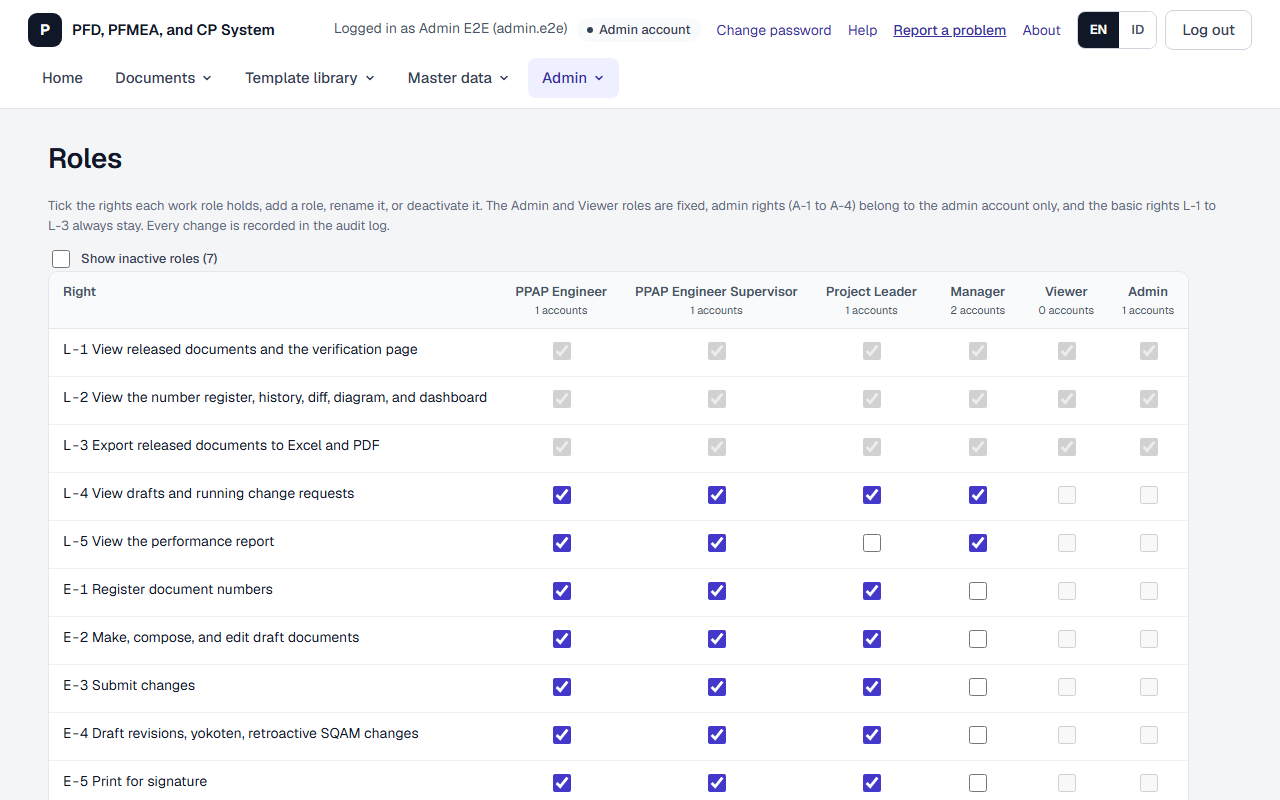 P PFD, PFMEA, and CP System Logged in as Admin E2E (admin.e2e) Admin account Change password Help Report a problem About EN ID Log out
Home Documents Template library Master data Admin
Roles
Tick the rights each work role holds, add a role, rename it, or deactivate it. The Admin and Viewer roles are fixed, admin rights (A-1 to A-4) belong to the admin account only, and the basic rights L-1 to
L-3 always stay. Every change is recorded in the audit log.
Show inactive roles (7)
Right PPAP Engineer PPAP Engineer Supervisor Project Leader Manager Viewer Admin
1 accounts 1 accounts 1 accounts 2 accounts 0 accounts 1 accounts
L-1 View released documents and the verification page
L-2 View the number register, history, diff, diagram, and dashboard
L-3 Export released documents to Excel and PDF
L-4 View drafts and running change requests
L-5 View the performance report
E-1 Register document numbers
E-2 Make, compose, and edit draft documents
E-3 Submit changes
E-4 Draft revisions, yokoten, retroactive SQAM changes
E-5 Print for signature